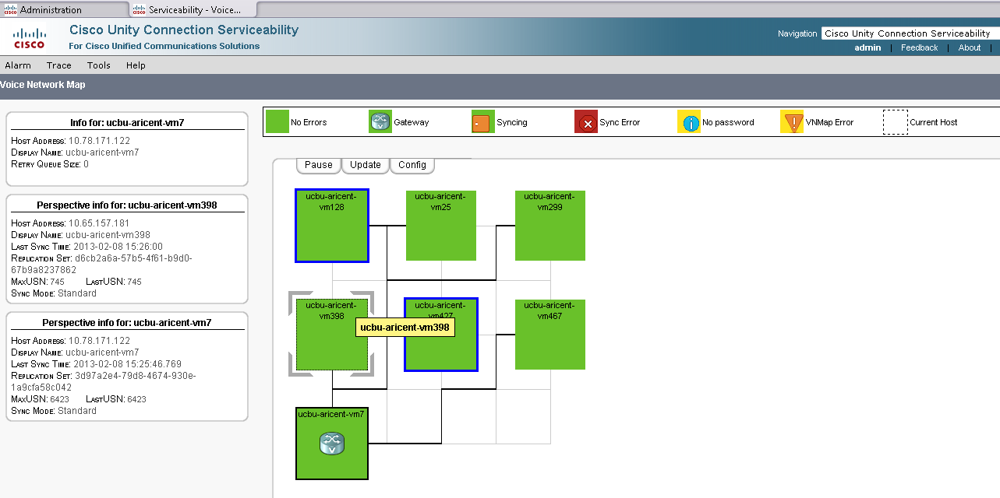 Administration
Serviceability - Voice...
Cisco Unity Connection Serviceability
For Cisco Unified Communications Solutions
CISCO
Navigation Cisco Unity Connection Serviceability
admin | Feedback | About |
Alarm Trace Tools Help
Voice Network Map
Info for: ucbu-aricent-vm7
Host Address: 10.78.171.122
Display Name: ucbu-aricent-vm7
Retry Queue Size: 0
Perspective info for: ucbu-aricent-vm398
Host Address: 10.65.157.181
Display Name: ucbu-aricent-vm398
Last Sync Time: 2013-02-08 15:26:00
Replication Set: d6cb2a6a-57b5-4f61-b9d0-
67b9a8237862
MaxUSN: 745 LastUSN: 745
Sync Mode: Standard
Perspective info for: ucbu-aricent-vm7
Host Address: 10.78.171.122
Display Name: ucbu-aricent-vm7
Last Sync Time: 2013-02-08 15:25:46.769
Replication Set: 3d97a2e4-79d8-4674-930e-
1a9cfa58c042
MaxUSN: 6423 LastUSN: 6423
Sync Mode: Standard
No Errors Gateway Syncing Sync Error No password VNMap Error Current Host
Pause Update Config
ucbu-aricent-
vm128
ucbu-aricent-
vm25
ucbu-aricent-
vm299
ucbu-aricent-
vm398
ucbu-aricent-
vm427
ucbu-aricent-
vm467
ucbu-aricent-vm398
ucbu-aricent-vm7